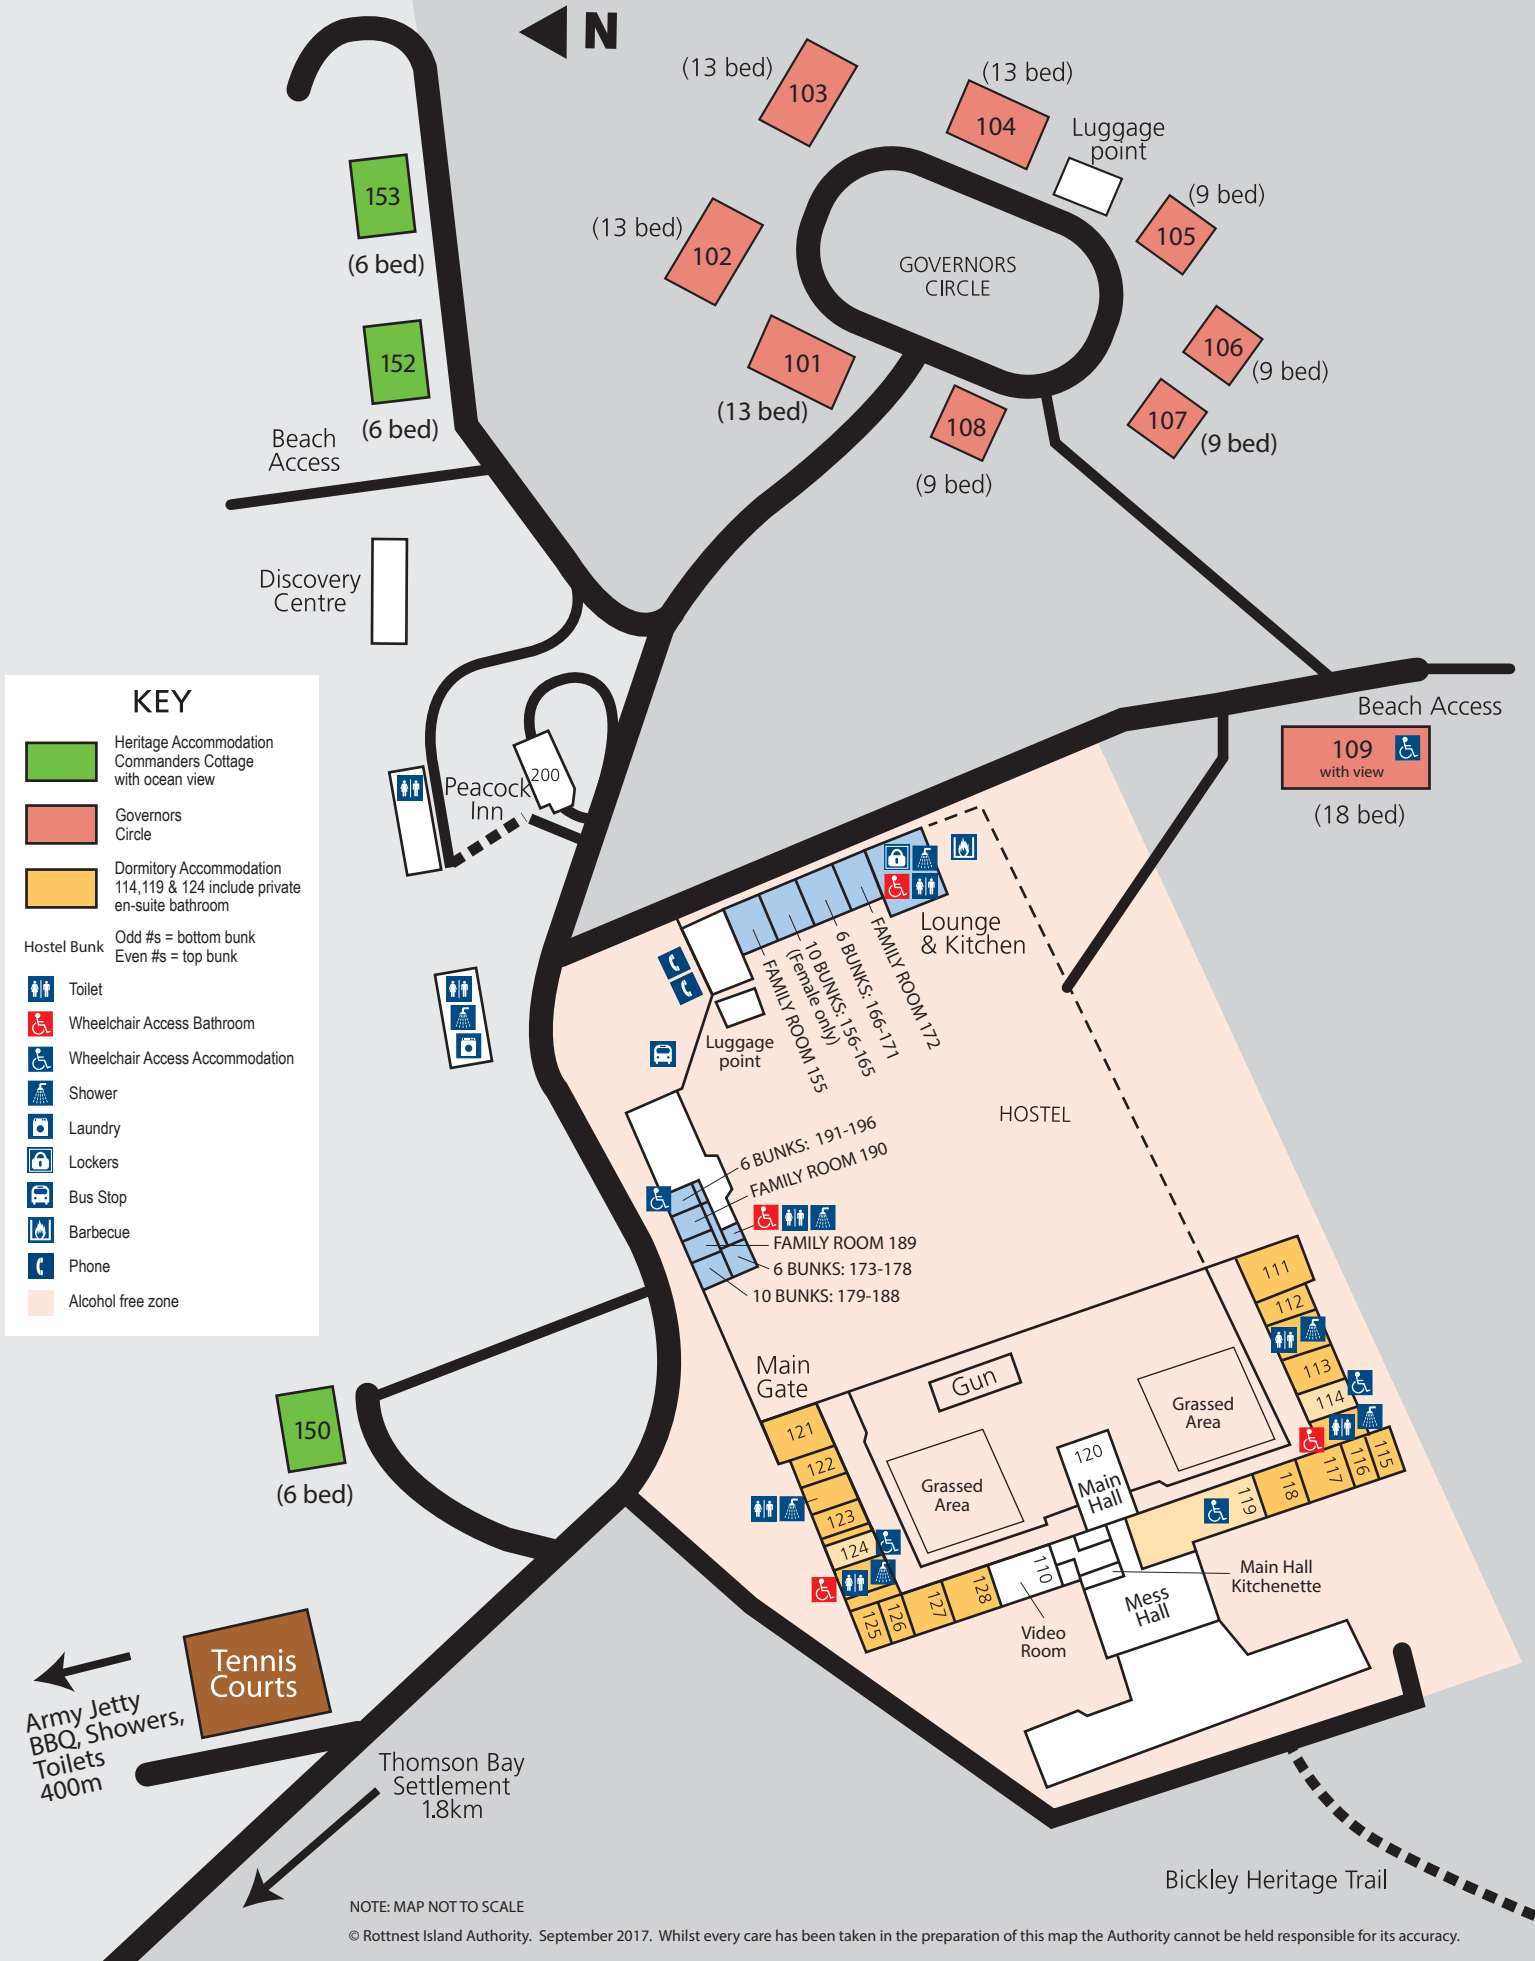 N
(13 bed)
103
(13 bed)
104
Luggage
point
153
(6 bed)
(9 bed)
105
(13 bed)
102
GOVERNORS
CIRCLE
152
(6 bed)
101
(13 bed)
106
(9 bed)
107
(9 bed)
108
(9 bed)
Beach
Access
Discovery
Centre
Beach Access
109
with view
(18 bed)
KEY
Heritage Accommodation
Commanders Cottage
with ocean view
Governors
Circle
Dormitory Accommodation
114,119 & 124 include private
en-suite bathroom
Hostel Bunk
Odd #s = bottom bunk
Even #s = top bunk
Toilet
Wheelchair Access Bathroom
Wheelchair Access Accommodation
Shower
Laundry
Lockers
Bus Stop
Barbecue
Phone
Alcohol free zone
200
Peacock
Inn
Lounge
& Kitchen
FAMILY ROOM 172
6 BUNKS: 166-171
10 BUNKS: 156-165
(Female only)
FAMILY ROOM 155
Luggage
point
HOSTEL
6 BUNKS: 191-196
FAMILY ROOM 190
FAMILY ROOM 189
6 BUNKS: 173-178
10 BUNKS: 179-188
Main
Gate
Gun
Grassed
Area
Grassed
Area
111
112
113
114
115
116
117
118
119
120
Main
Hall
121
122
123
124
125
126
127
128
110
Video
Room
Mess
Hall
Main Hall
Kitchenette
150
(6 bed)
Tennis
Courts
Army Jetty
BBQ, Showers,
Toilets
400m
Thomson Bay
Settlement
1.8km
Bickley Heritage Trail
NOTE: MAP NOT TO SCALE
© Rottnest Island Authority. September 2017. Whilst every care has been taken in the preparation of this map the Authority cannot be held responsible for its accuracy.